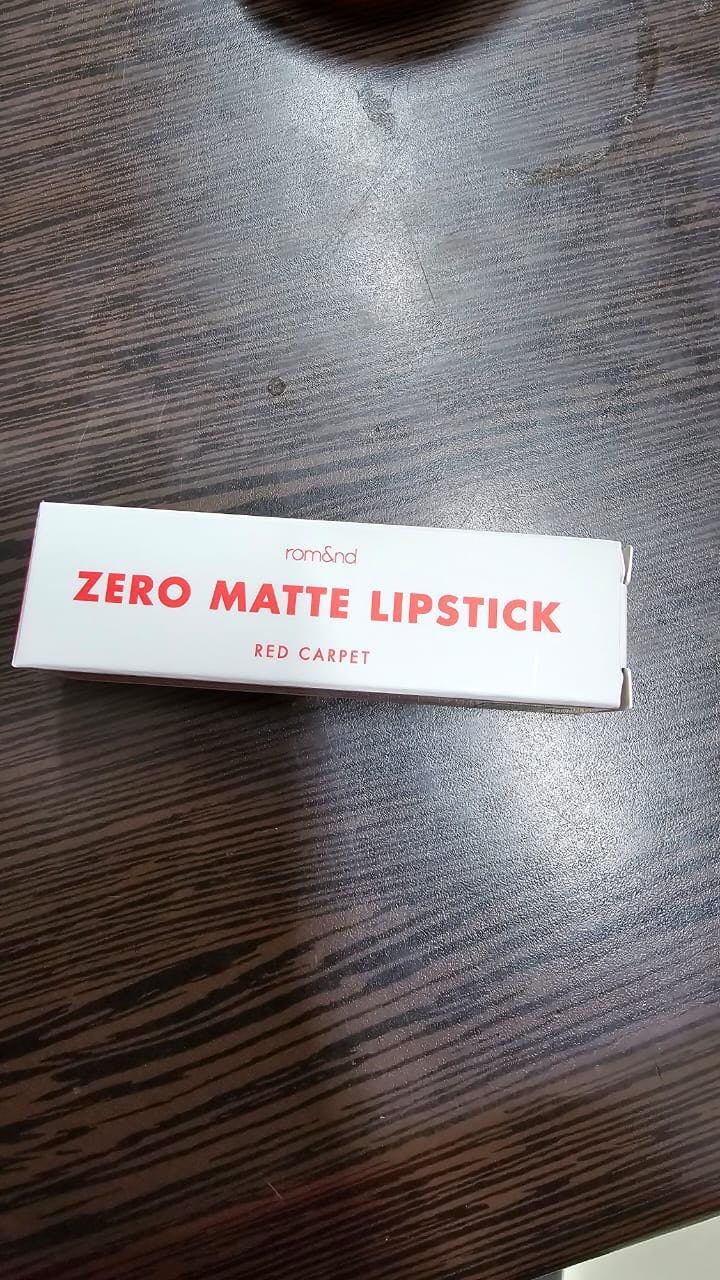 rom&nd
ZERO MATTE LIPSTICK
RED CARPET